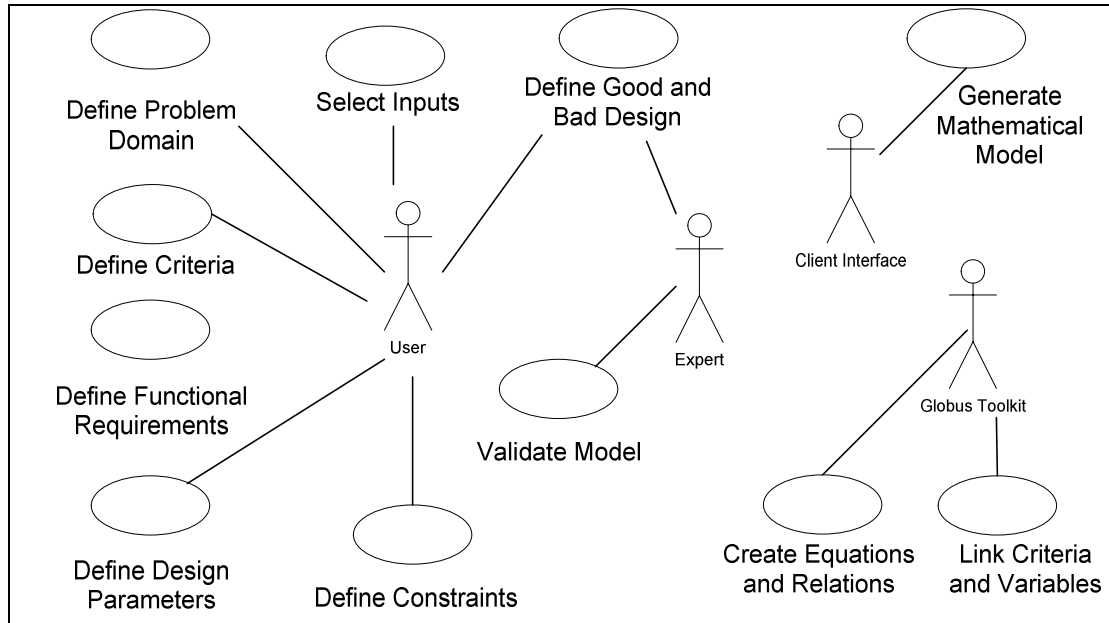 Define Problem
Domain
Select Inputs
Define Good and
Bad Design
Generate
Mathematical
Model
Define Criteria
Client Interface
User
Expert
Define Functional
Requirements
Globus Toolkit
Validate Model
Define Design
Parameters
Define Constraints
Create Equations
and Relations
Link Criteria
and Variables